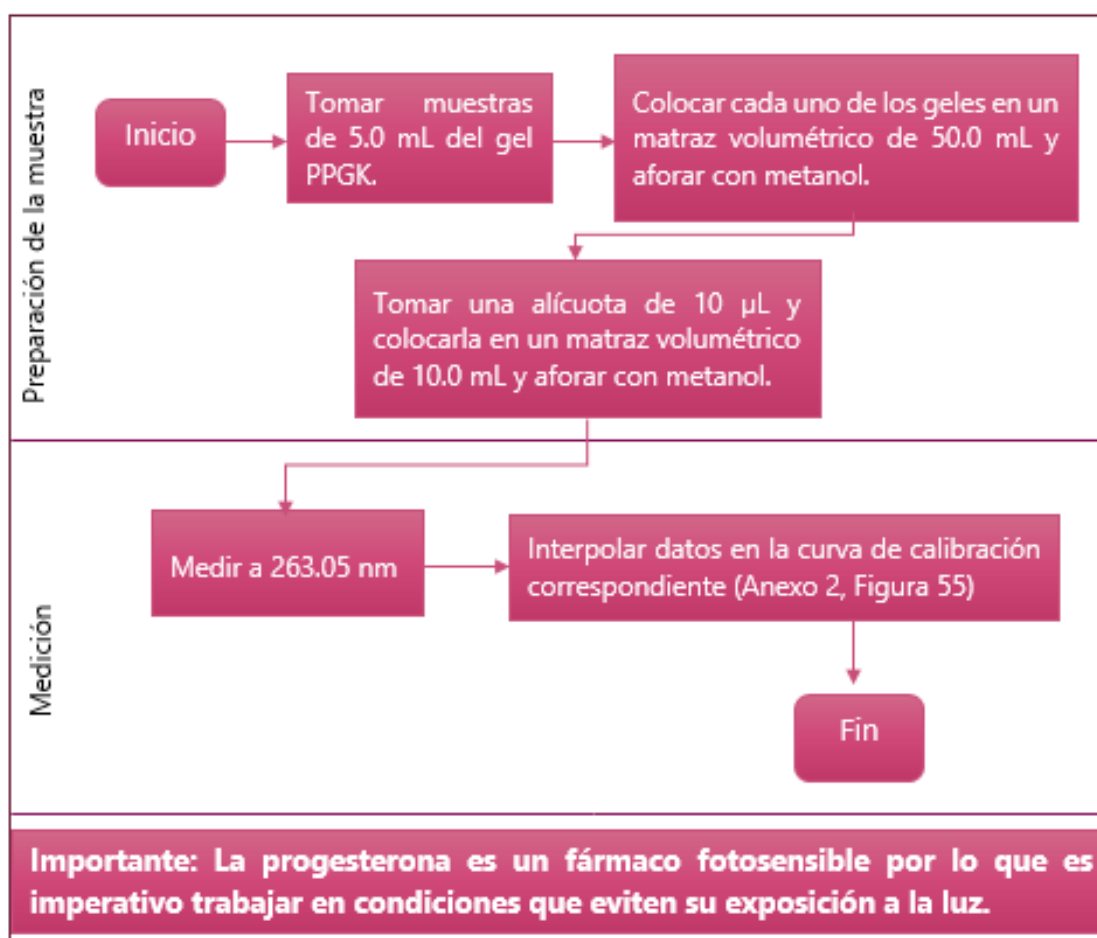 Preparación de la muestra
Inicio
Tomar muestras
de 5.0 mL del gel
PPGK.
Colocar cada uno de los geles en un
matraz volumétrico de 50.0 mL y
aforar con metanol.
Tomar una alícuota de 10 µL y
colocarla en un matraz volumétrico
de 10.0 mL y aforar con metanol.
Medición
Medir a 263.05 nm
Interpolar datos en la curva de calibración
correspondiente (Anexo 2, Figura 55)
Fin
Importante: La progesterona es un fármaco fotosensible por lo que es
imperativo trabajar en condiciones que eviten su exposición a la luz.